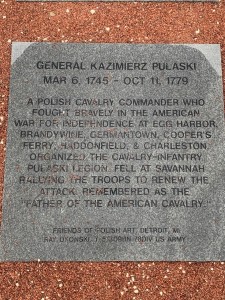 GENERAL KAZIMIERZ PULASKI
MAR 6, 1745 - OCT 11, 1779
A POLISH CAVALRY COMMANDER WHO
FOUGHT BRAVELY IN THE AMERICAN
WAR FOR INDEPENDENCE AT EGG HARBOR,
BRANDYWINE, GERMANTOWN, COOPER'S
FERRY, HADDONFIELD, & CHARLESTON.
ORGANIZED THE CAVALRY-INFANTRY
PULASKI LEGION. FELL AT SAVANNAH
RALLYING THE TROOPS TO RENEW THE
ATTACK. REMEMBERED AS THE
"FATHER OF THE AMERICAN CAVALRY."
FRIENDS OF POLISH ART, DETROIT, MI
US ARMY